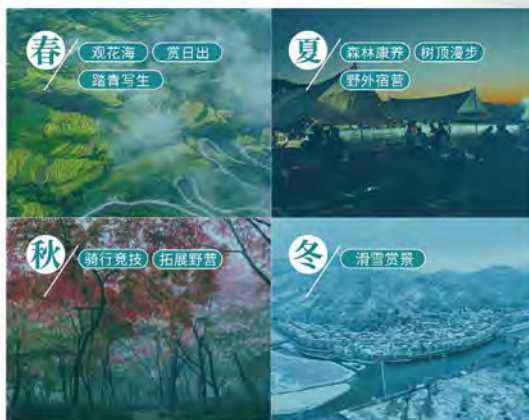 春
观花海 赏日出
踏青写生
夏
森林康养 树顶漫步
野外宿营
秋
骑行竞技 拓展野营
冬
滑雪赏景